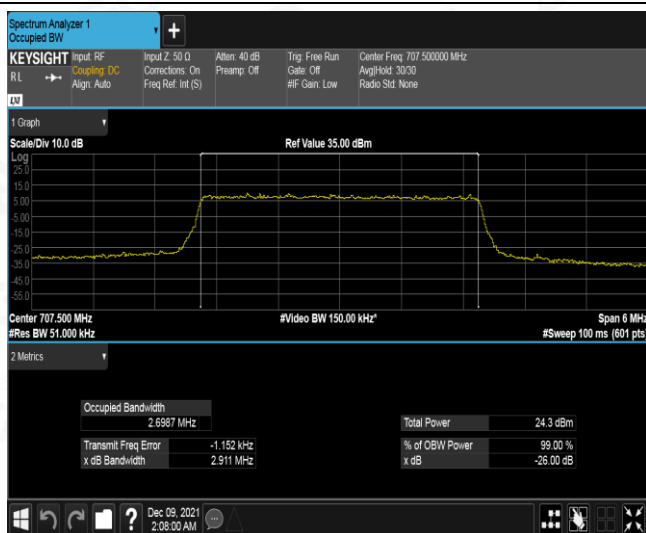 Spectrum Analyzer 1
Occupied BW
+
KEYSIGHT Input: RF Input Z: 50 Ω Atten: 40 dB Trig: Free Run Center Freq: 707.500000 MHz
RL Coupling: DC Corrections: On Preamp: Off Gate: Off Avg|Hold: 30/30
Align: Auto Freq Ref: Int (S) #IF Gain: Low Radio Std: None
LXI
1 Graph
Scale/Div 10.0 dB Ref Value 35.00 dBm
Log
25.0
15.0
5.00
-5.00
-15.0
-25.0
-35.0
-45.0
-55.0
Center 707.500 MHz #Video BW 150.00 kHz* Span 6 MHz
#Res BW 51.000 kHz #Sweep 100 ms (601 pts)
2 Metrics
Occupied Bandwidth
2.6987 MHz Total Power 24.3 dBm
Transmit Freq Error -1.152 kHz % of OBW Power 99.00 %
x dB Bandwidth 2.911 MHz x dB -26.00 dB
? Dec 09, 2021
2:08:00 AM